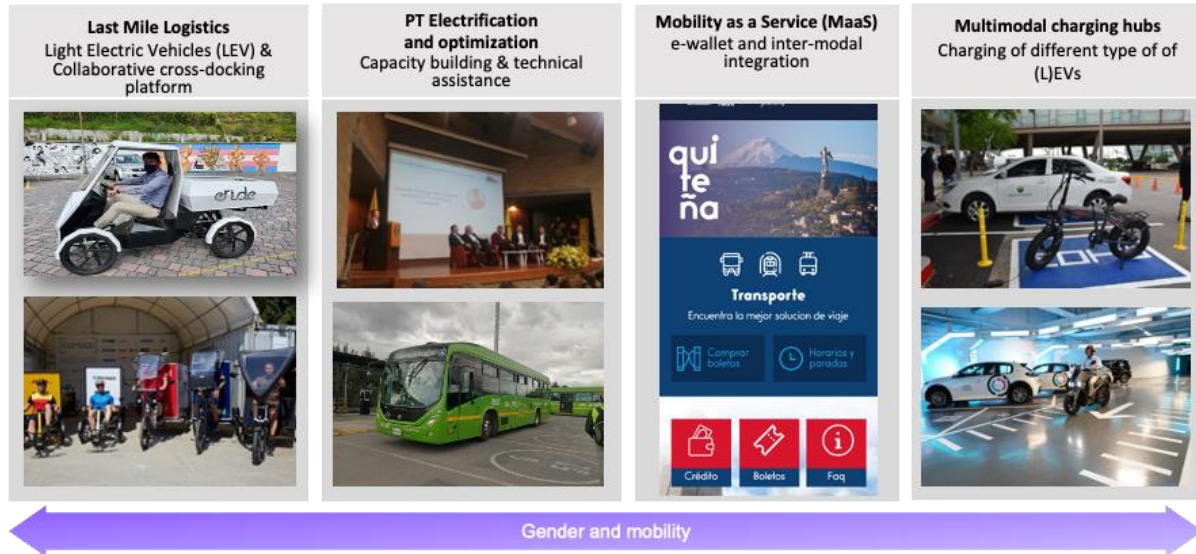 Last Mile Logistics
Light Electric Vehicles (LEV) &
Collaborative cross-docking
platform
PT Electrification
and optimization
Capacity building & technical
assistance
Mobility as a Service (MaaS)
e-wallet and inter-modal
integration
Multimodal charging hubs
Charging of different type of of
(L)EVs
eride
qui
te
ña
Transporte
Encuentra la mejor solucion de viaje
Comprar
boletos
Horarios y
paradas
Crédito
Boletos
Faq
Gender and mobility